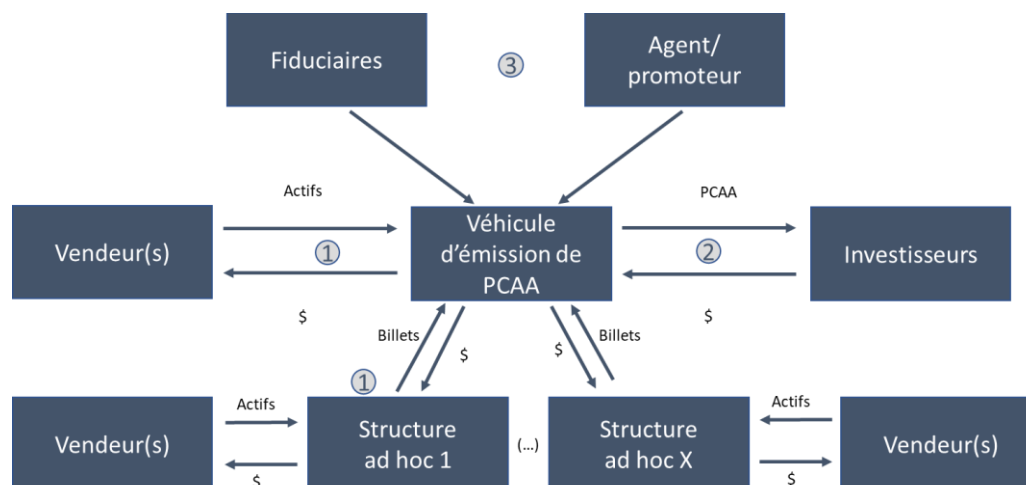 Fiduciaires
3
Agent/
promoteur
Actifs
PCAA
Vendeur(s)
1
Véhicule
d'émission de
PCAA
2
Investisseurs
$
$
Billets
$
$
Billets
1
Vendeur(s)
Actifs
$
Structure
ad hoc 1
(...)
Structure
ad hoc X
Actifs
$
Vendeur(s)